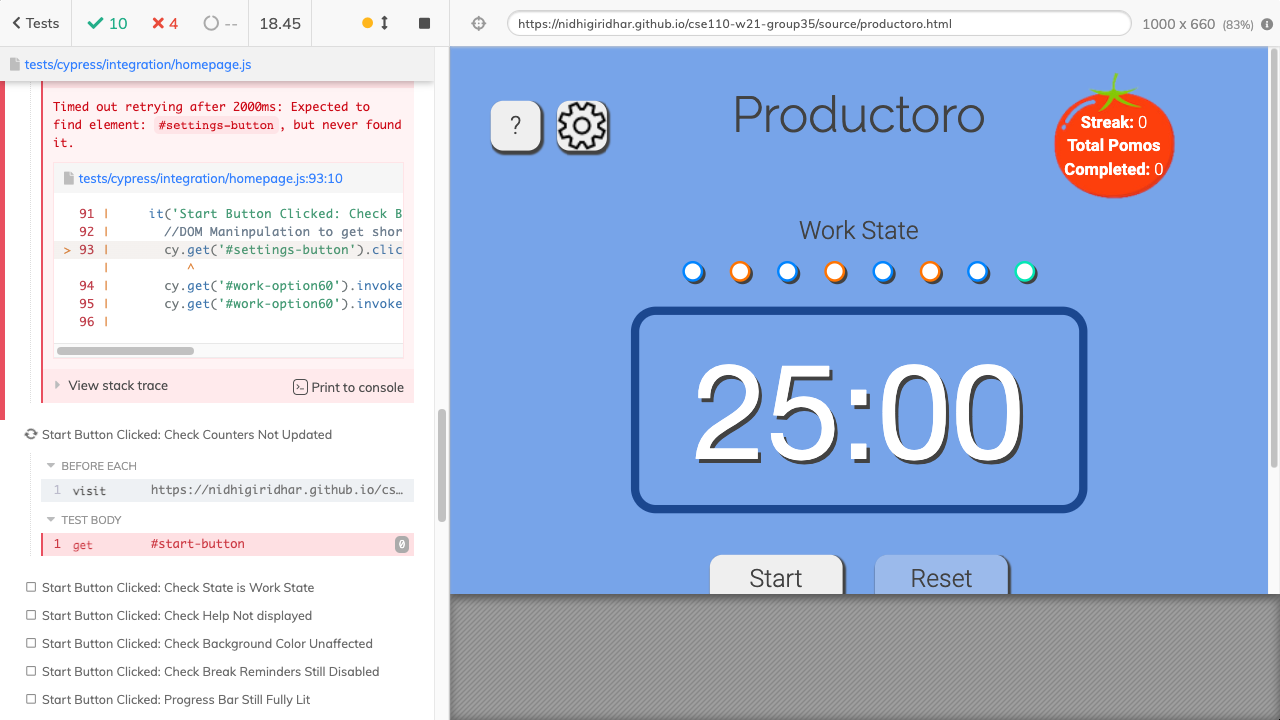 Tests
10
4
--
18.45
https://nidhigiridhar.github.io/cse110-w21-group35/source/productoro.html
1000 x 660 (83%)
tests/cypress/integration/homepage.js
Timed out retrying after 2000ms: Expected to
find element: #settings-button, but never found
it.
tests/cypress/integration/homepage.js:93:10
91 | it('Start Button Clicked: Check B
92 | //DOM Maninpulation to get shor
> 93 | cy.get('#settings-button').clic
| ^
94 | cy.get('#work-option60').invoke
95 | cy.get('#work-option60').invoke
96 |
View stack trace
Print to console
Start Button Clicked: Check Counters Not Updated
BEFORE EACH
1 visit https://nidhigiridhar.github.io/cs…
TEST BODY
1 get #start-button 0
Start Button Clicked: Check State is Work State
Start Button Clicked: Check Help Not displayed
Start Button Clicked: Check Background Color Unaffected
Start Button Clicked: Check Break Reminders Still Disabled
Start Button Clicked: Progress Bar Still Fully Lit
?
Productoro
Streak: 0
Total Pomos
Completed: 0
Work State
25:00
Start
Reset